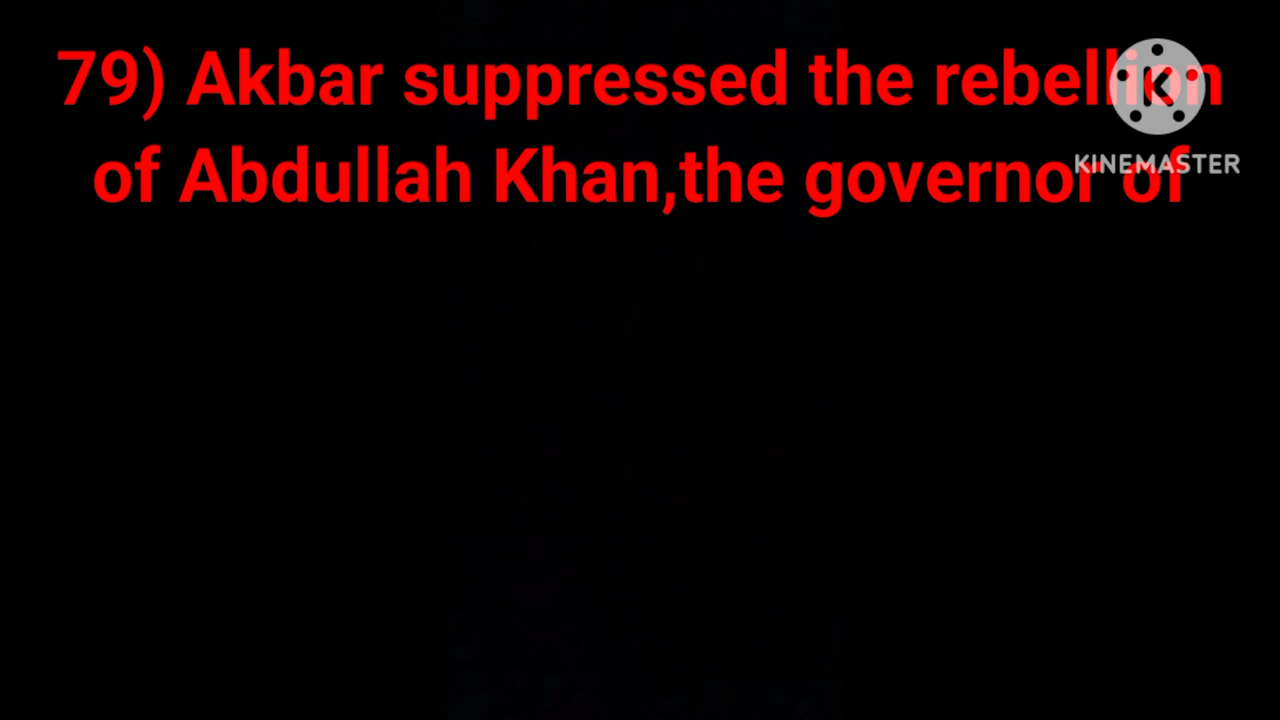 79) Akbar suppressed the rebellion
of Abdullah Khan,the governor of
KINEMASTER